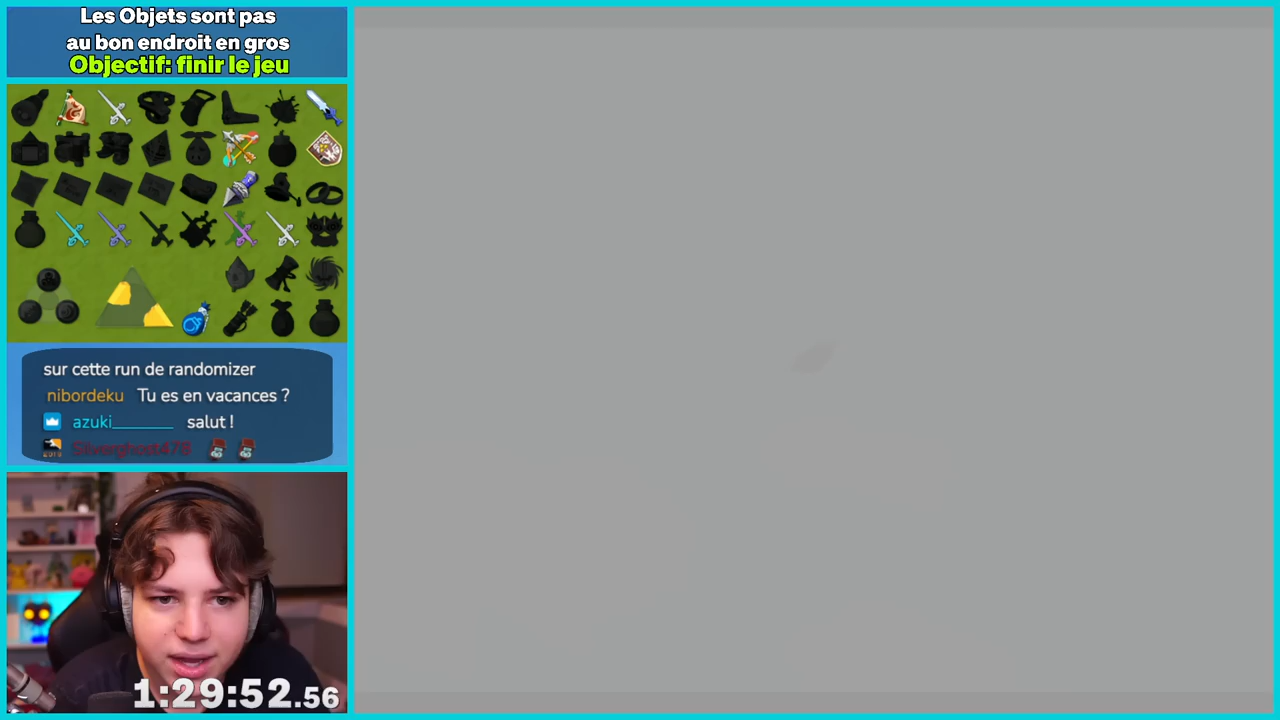 Les Objets sont pas
au bon endroit en gros
Objectif: finir le jeu
sur cette run de randomizer
nibordeku Tu es en vacances ?
azuki_______ salut !
Silverghost478
1:29:52.56